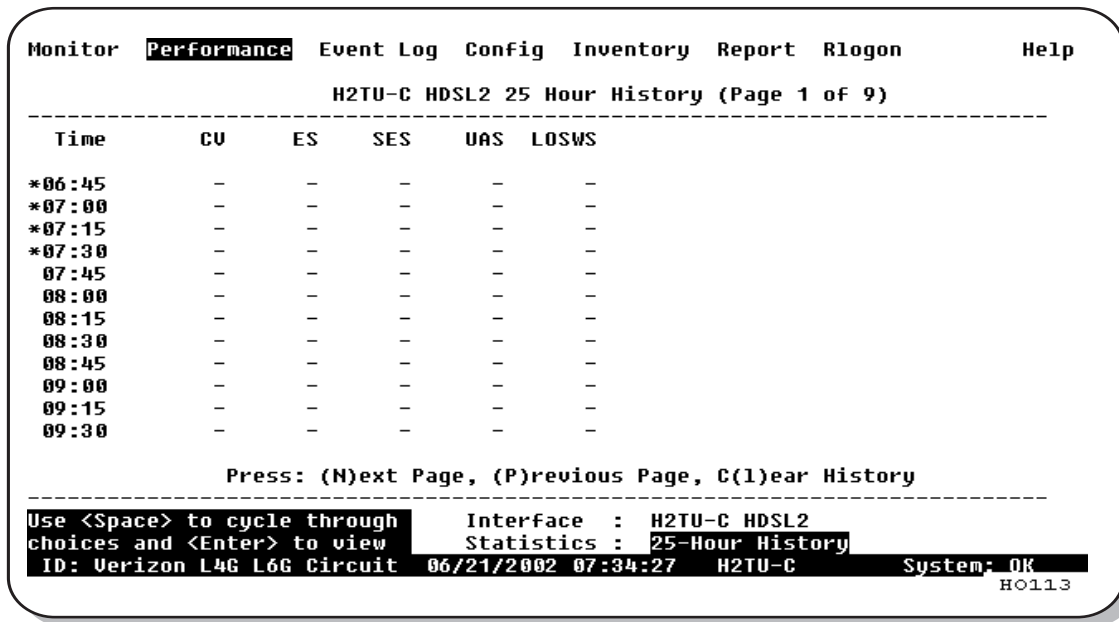 Monitor Performance Event Log Config Inventory Report Rlogon Help
H2TU-C HDSL2 25 Hour History (Page 1 of 9)
Time CV ES SES UAS LOSWS
*06:45 - - - - -
*07:00 - - - - -
*07:15 - - - - -
*07:30 - - - - -
07:45 - - - - -
08:00 - - - - -
08:15 - - - - -
08:30 - - - - -
08:45 - - - - -
09:00 - - - - -
09:15 - - - - -
09:30 - - - - -
Press: (N)ext Page, (P)revious Page, C(l)ear History
Use <Space> to cycle through Interface : H2TU-C HDSL2
choices and <Enter> to view Statistics : 25-Hour History
ID: Verizon L4G L6G Circuit 06/21/2002 07:34:27 H2TU-C System: OK
HO113